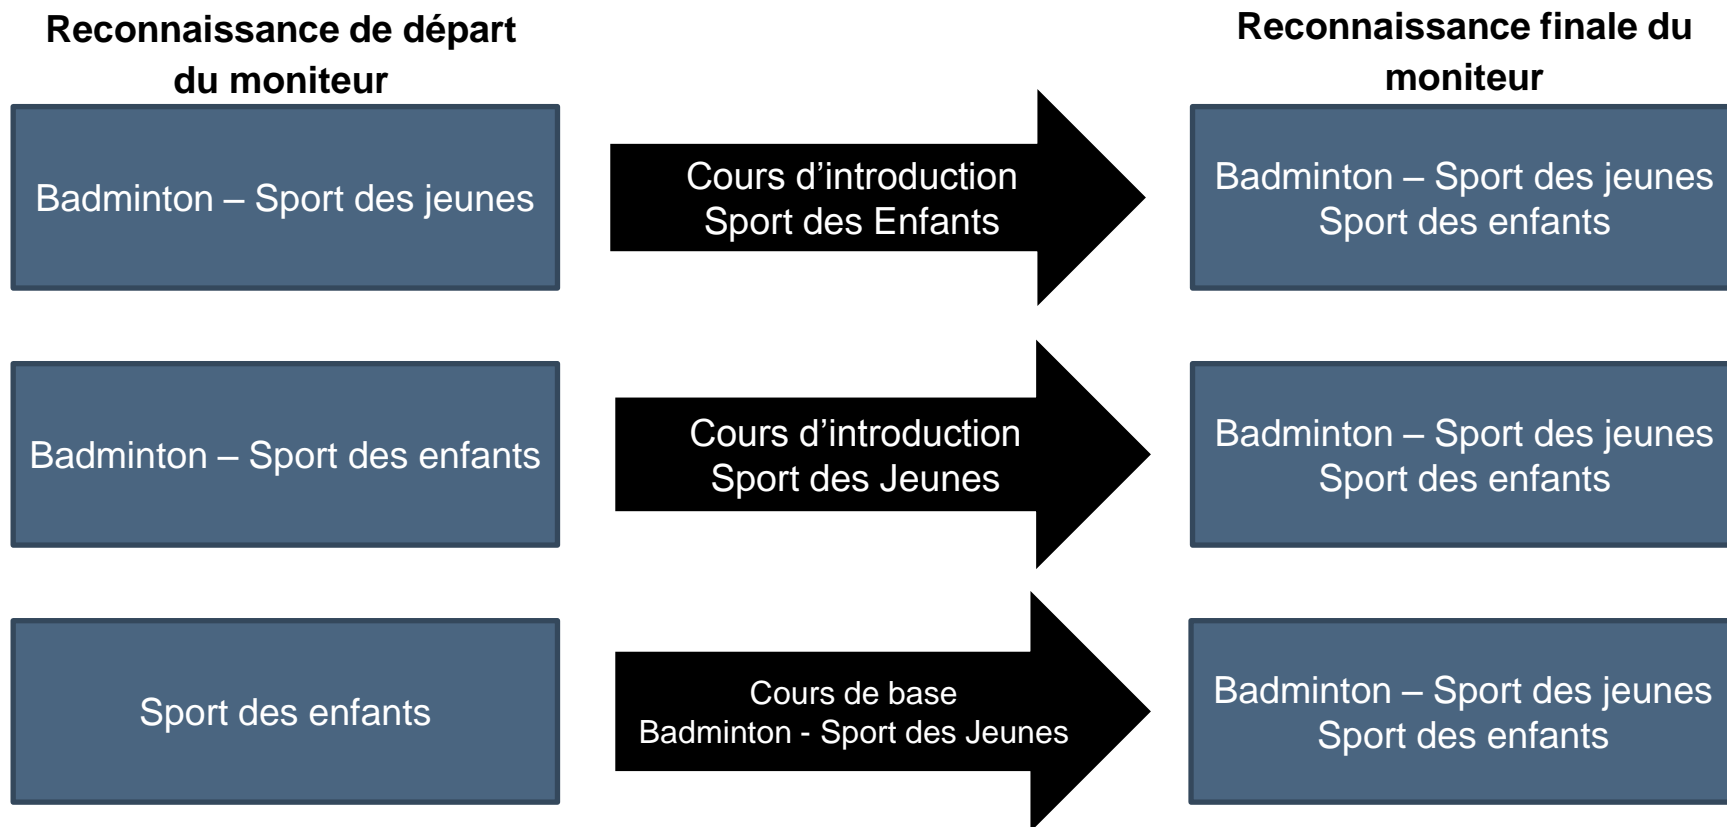 Reconnaissance de départ
du moniteur
Reconnaissance finale du
moniteur
Badminton – Sport des jeunes
Cours d’introduction
Sport des Enfants
Badminton – Sport des jeunes
Sport des enfants
Badminton – Sport des enfants
Cours d’introduction
Sport des Jeunes
Badminton – Sport des jeunes
Sport des enfants
Sport des enfants
Cours de base
Badminton - Sport des Jeunes
Badminton – Sport des jeunes
Sport des enfants